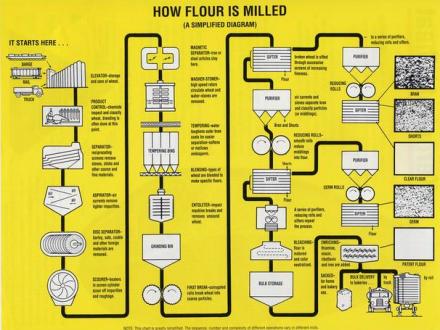 HOW FLOUR IS MILLED
(A SIMPLIFIED DIAGRAM)
IT STARTS HERE . . .
BARGE
RAIL
TRUCK
ELEVATOR–storage
and care of wheat.
PRODUCT
CONTROL–chemists
inspect and classify
wheat, blending is
often done at this
point.
SEPARATOR–
reciprocating
screens remove
stones, sticks and
other coarse and
fine materials.
ASPIRATOR–air
currents remove
lighter impurities.
DISC SEPARATOR–
barley, oats, cockle
and other foreign
materials are
removed.
SCOURER–beaters
in screen cylinder
scour off impurities
and roughage.
MAGNETIC
SEPARATOR–iron or
steel articles stay
here.
WASHER-STONER–
high speed rotors
circulate wheat and
water–stones are
removed.
TEMPERING–water
toughens outer bran
coats for easier
separation–softens
or mellows
endosperm.
TEMPERING BINS
BLENDING–types of
wheat are blended to
make specific flours.
ENTOLETER–impact
machine breaks and
removes unsound
wheat.
GRINDING BIN
FIRST BREAK–corrugated
rolls break wheat into
coarse particles.
SIFTER
broken wheat is sifted
through successive
screens of increasing
fineness.
Flour
PURIFIER
air currents and
sieves separate bran
and classify particles
(or middlings).
Bran and Shorts
REDUCING ROLLS–
smooth rolls
reduce
middlings into
flour.
Shorts
SIFTER
Flour
A series of purifiers,
reducing rolls and
sifters repeat
the process.
BLEACHING–
flour is
matured and
color
neutralized.
BULK STORAGE
to a series of purifiers,
reducing rolls and sifters.
PURIFIER
REDUCING
ROLLS
SIFTER
Flour
PURIFIER
GERM ROLLS
SIFTER
Flour
ENRICHING–
thiamine,
niacin,
riboflavin
and iron are
added
SACKED–
for home
and bakery
use.
BULK DELIVERY
to bakeries . . .
by truck
by rail
BRAN
SHORTS
CLEAR FLOUR
GERM
PATENT FLOUR
NOTE: This chart is greatly simplified. The sequence, number and complexity of different operations vary in different mills.